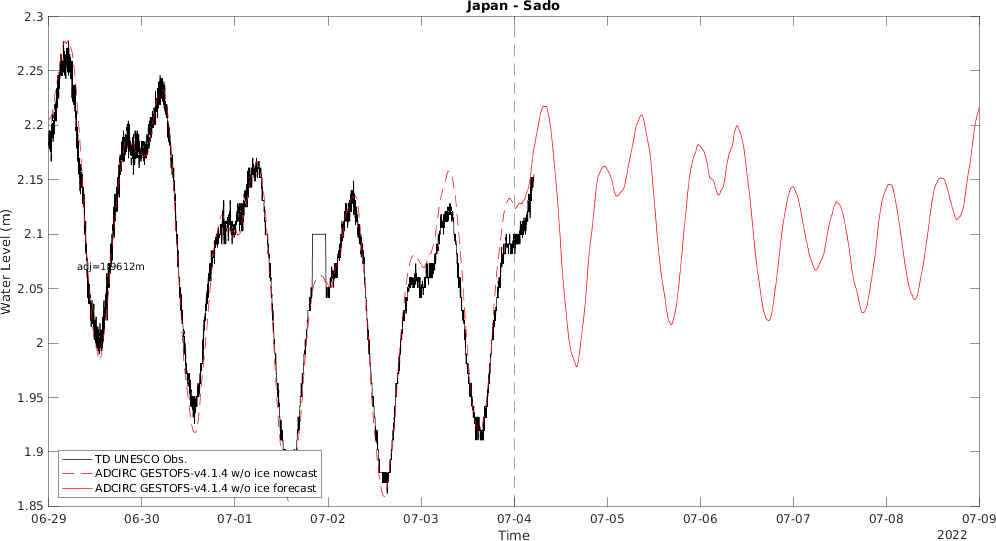 Japan - Sado
Water Level (m)
2.3
2.25
2.2
2.15
2.1
2.05
2
1.95
1.9
1.85
adj=1.9612m
TD UNESCO Obs.
ADCIRC GESTOFS-v4.1.4 w/o ice nowcast
ADCIRC GESTOFS-v4.1.4 w/o ice forecast
06-29 06-30 07-01 07-02 07-03 07-04 07-05 07-06 07-07 07-08 07-09
Time
2022